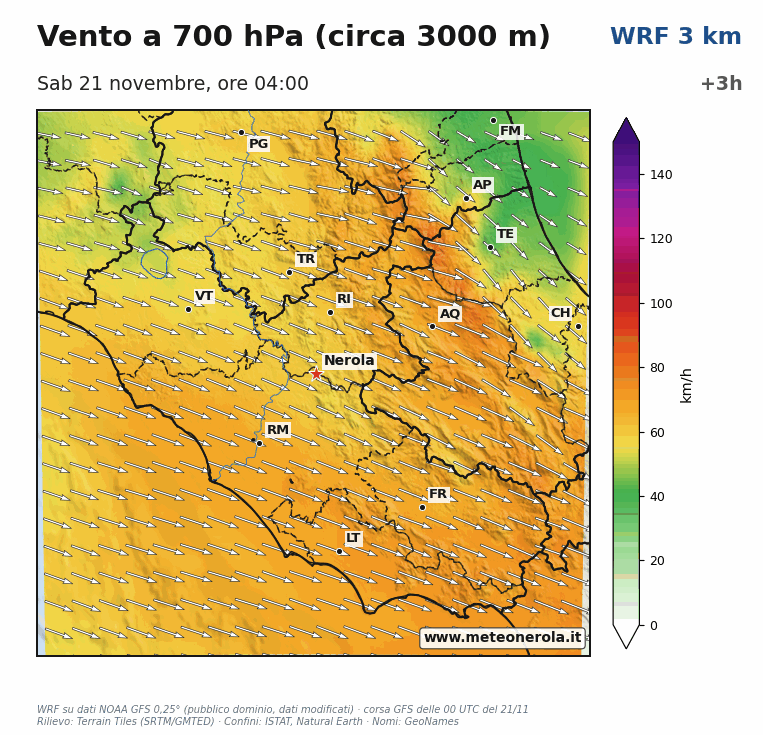 Vento a 700 hPa (circa 3000 m)
WRF 3 km
Sab 21 novembre, ore 04:00
+3h
FM
PG
AP
TE
TR
VT
RI
AQ
CH
Nerola
RM
FR
LT
www.meteonerola.it
140
120
100
80
60
40
20
0
km/h
WRF su dati NOAA GFS 0,25° (pubblico dominio, dati modificati) · corsa GFS delle 00 UTC del 21/11
Rilievo: Terrain Tiles (SRTM/GMTED) · Confini: ISTAT, Natural Earth · Nomi: GeoNames